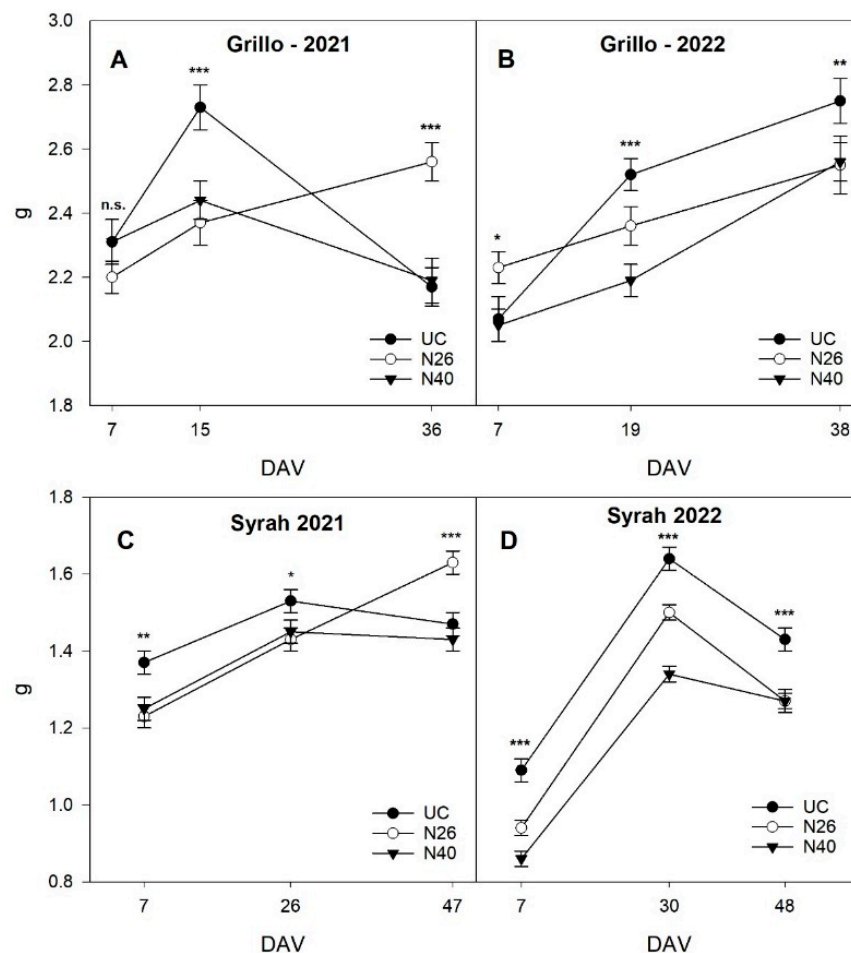 A
Grillo - 2021
g
3.0
2.8
2.6
2.4
2.2
2.0
1.8
n.s.
***
***
UC
N26
N40
7
15
36
DAV
B
Grillo - 2022
*
***
**
UC
N26
N40
7
19
38
DAV
C
Syrah 2021
g
1.8
1.6
1.4
1.2
1.0
0.8
**
*
***
UC
N26
N40
7
26
47
DAV
D
Syrah 2022
***
***
***
UC
N26
N40
7
30
48
DAV